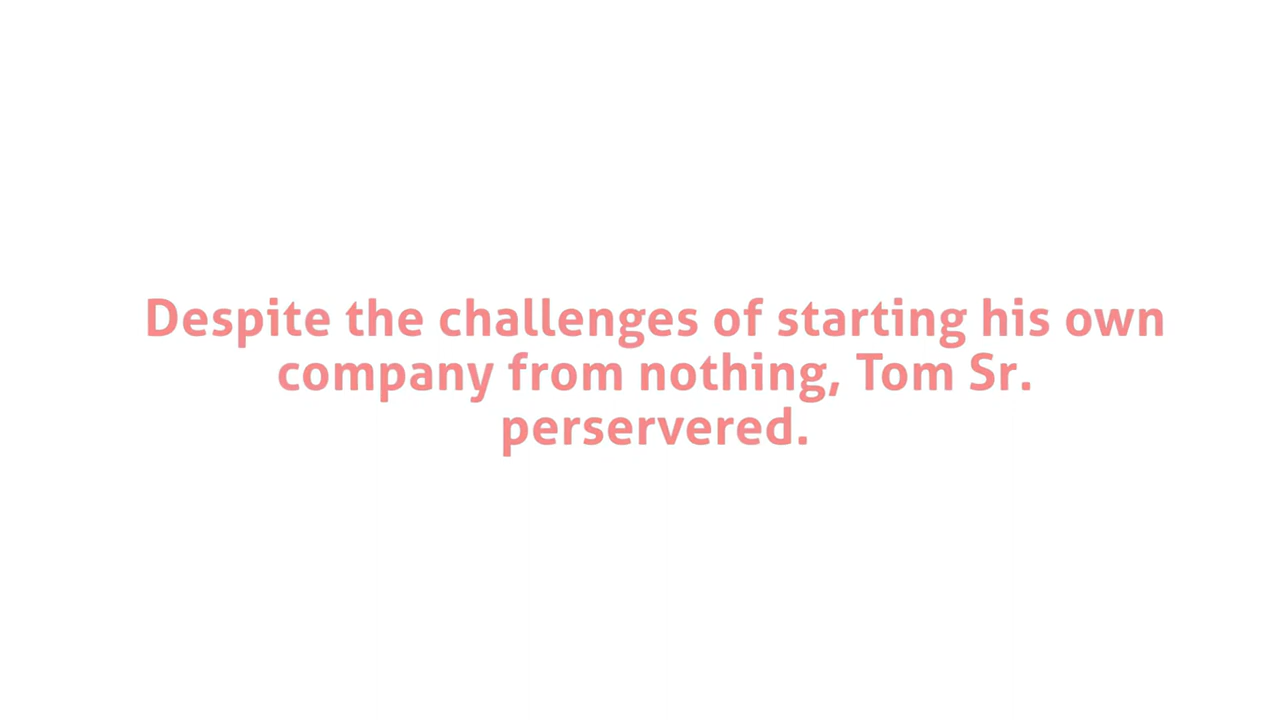 Despite the challenges of starting his own
company from nothing, Tom Sr.
perservered.